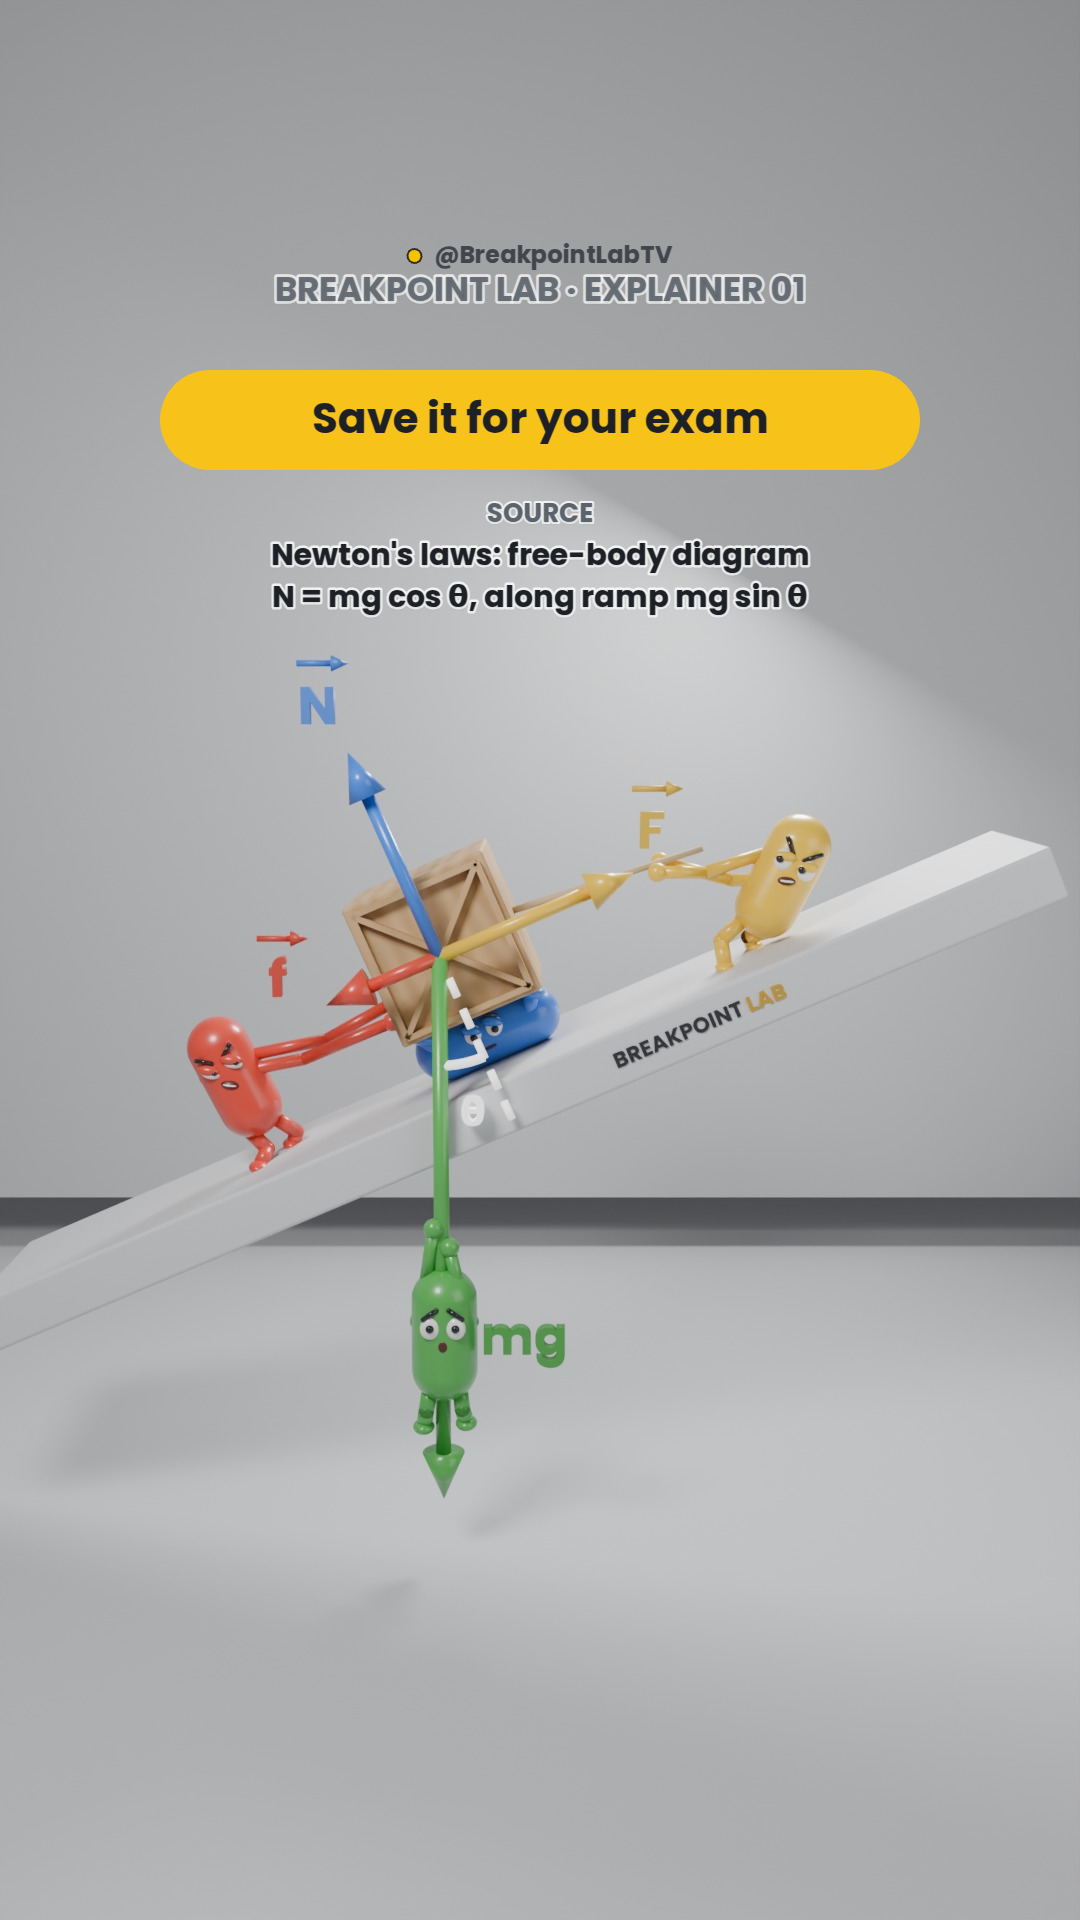 @BreakpointLabTV
BREAKPOINT LAB · EXPLAINER 01
Save it for your exam
SOURCE
Newton's laws: free-body diagram
N = mg cos θ, along ramp mg sin θ
N
F
f
BREAKPOINT LAB
θ
mg